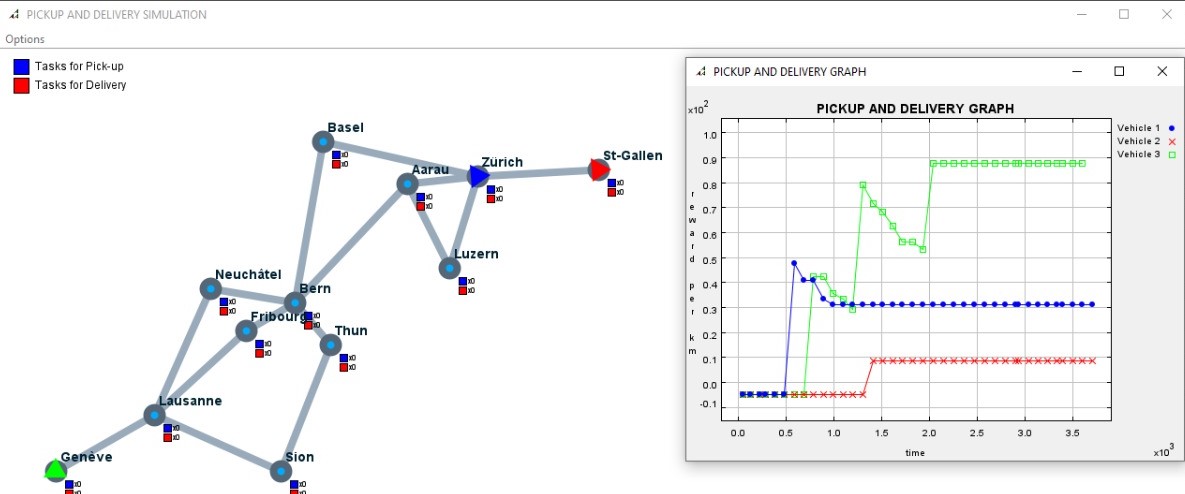 PICKUP AND DELIVERY SIMULATION
Options
Tasks for Pick-up
Tasks for Delivery
Basel
x0
x0
Aarau
x0
x0
Zürich
x0
x0
St-Gallen
x0
x0
Luzern
x0
x0
Neuchâtel
x0
x0
Bern
x0
x0
Fribourg
x0
x0
Thun
x0
x0
Lausanne
x0
x0
Genève
x0
x0
Sion
x0
x0
PICKUP AND DELIVERY GRAPH
PICKUP AND DELIVERY GRAPH
x10 2
reward per km
1.0
0.9
0.8
0.7
0.6
0.5
0.4
0.3
0.2
0.1
0.0
-0.1
0.0 0.5 1.0 1.5 2.0 2.5 3.0 3.5
time
x10 3
Vehicle 1
Vehicle 2
Vehicle 3